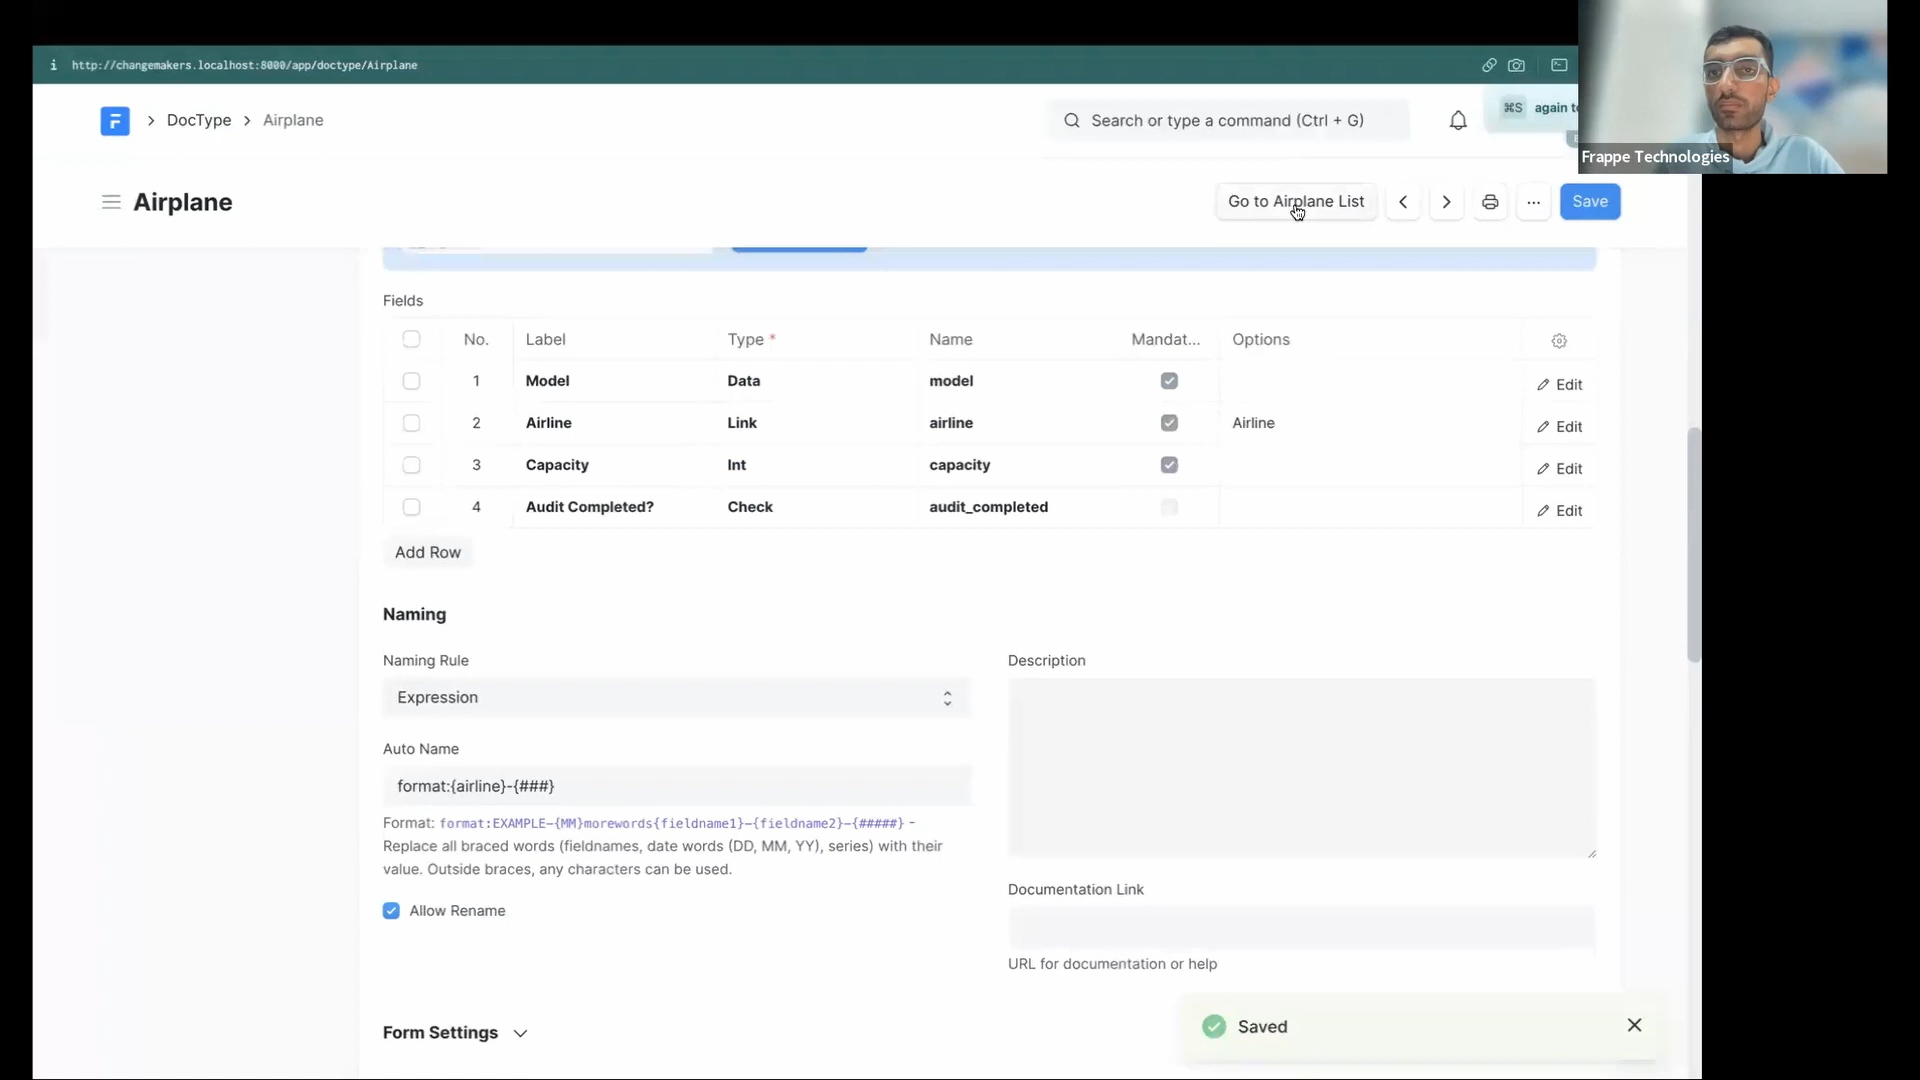 http://changemakers.localhost:8000/app/doctype/Airplane
DocType
Airplane
Search or type a command (Ctrl + G)
⌘S again to
Frappe Technologies
Airplane
Go to Airplane List
Save
Fields
No. Label Type * Name Mandat... Options
1 Model Data model Edit
2 Airline Link airline Airline Edit
3 Capacity Int capacity Edit
4 Audit Completed? Check audit_completed Edit
Add Row
Naming
Naming Rule
Expression
Auto Name
format:{airline}-{###}
Format: format:EXAMPLE-{MM}morewords{fieldname1}-{fieldname2}-{#####} -
Replace all braced words (fieldnames, date words (DD, MM, YY), series) with their
value. Outside braces, any characters can be used.
Allow Rename
Description
Documentation Link
URL for documentation or help
Form Settings
Saved